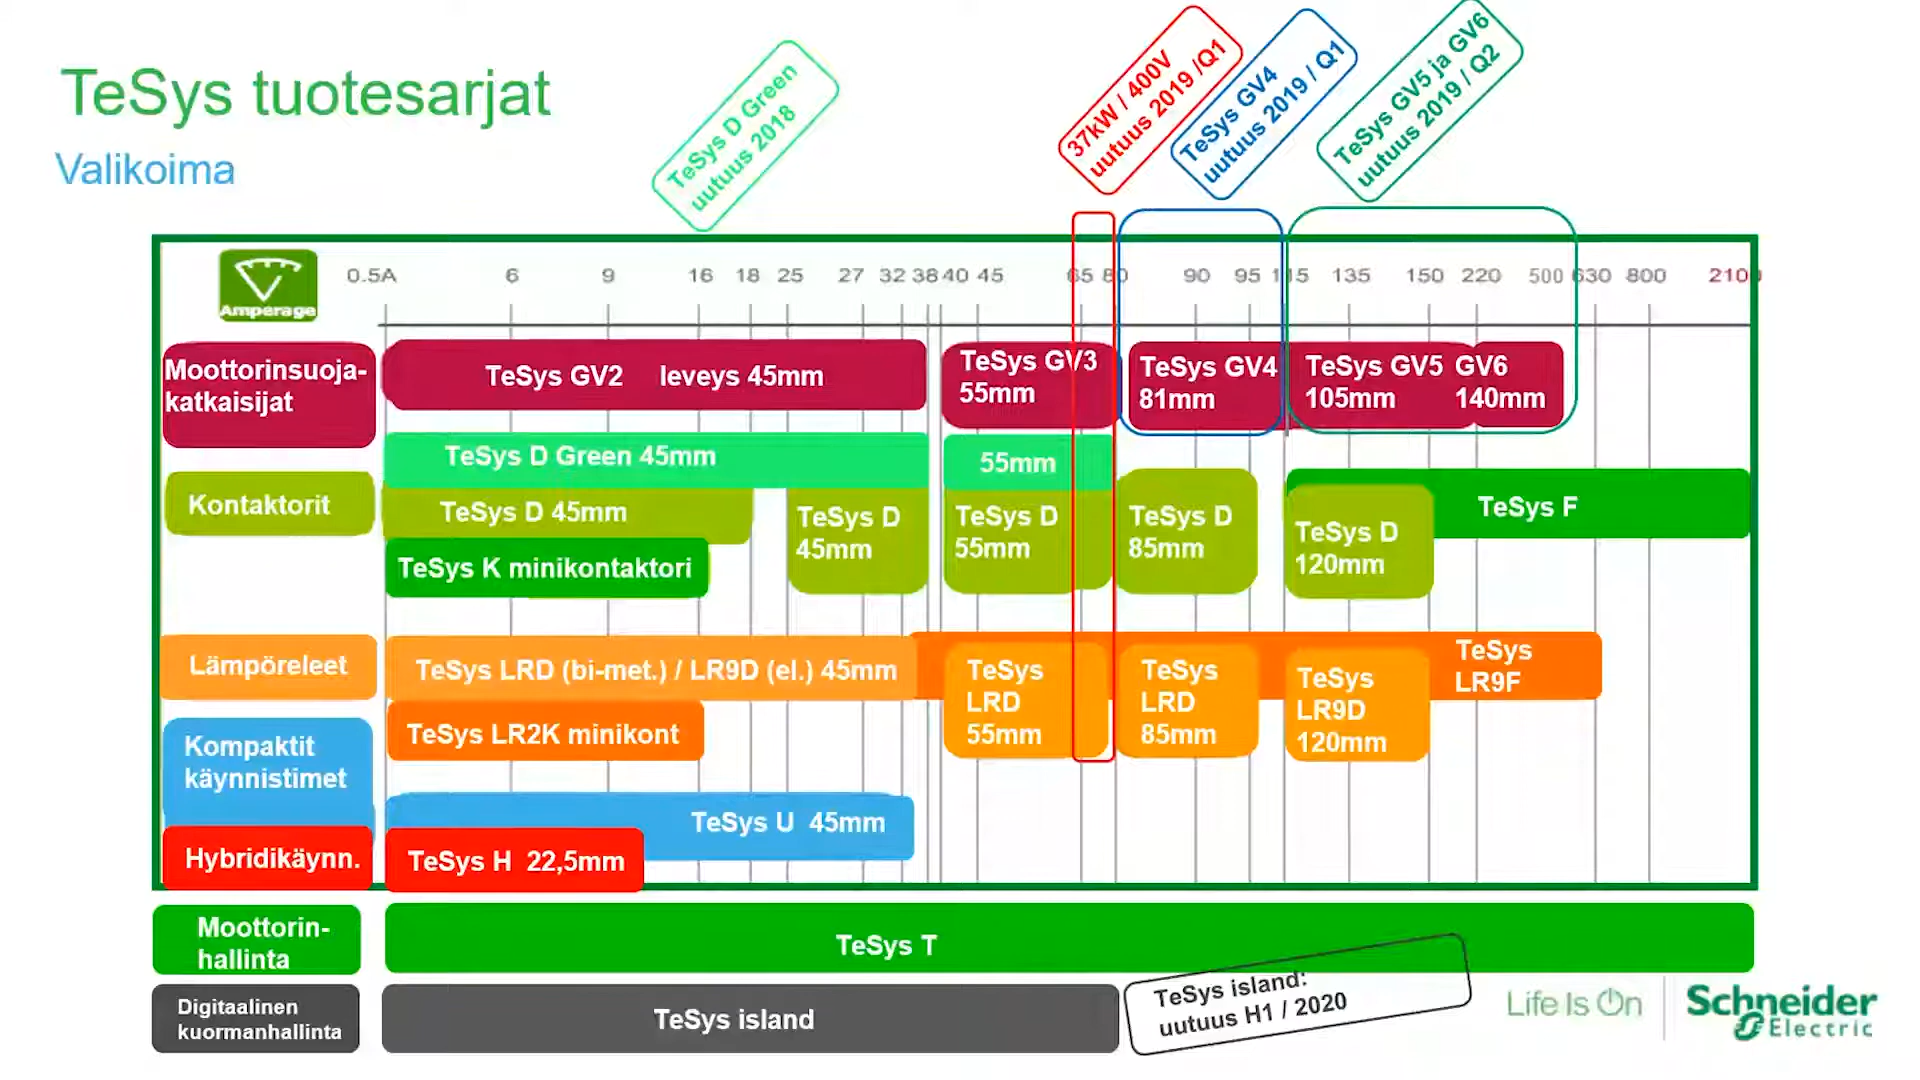 TeSys tuotesarjat
Valikoima
TeSys D Green
uutuus 2018
37kW / 400V
uutuus 2019 /Q1
TeSys GV4
uutuus 2019 / Q1
TeSys GV5 ja GV6
uutuus 2019 / Q2
Amperage
0.5A 6 9 16 18 25 27 32 38 40 45 65 80 90 95 115 135 150 220 500 630 800 2100
Moottorinsuoja-
katkaisijat
TeSys GV2 leveys 45mm
TeSys GV3
55mm
TeSys GV4
81mm
TeSys GV5
105mm
GV6
140mm
Kontaktorit
TeSys D Green 45mm
55mm
TeSys D 45mm
TeSys K minikontaktori
TeSys D
45mm
TeSys D
55mm
TeSys D
85mm
TeSys D
120mm
TeSys F
Lämpöreleet
TeSys LRD (bi-met.) / LR9D (el.) 45mm
TeSys LR2K minikont
TeSys
LRD
55mm
TeSys
LRD
85mm
TeSys
LR9D
120mm
TeSys
LR9F
Kompaktit
käynnistimet
TeSys U 45mm
Hybridikäynn.
TeSys H 22,5mm
Moottorin-
hallinta
TeSys T
Digitaalinen
kuormanhallinta
TeSys island
TeSys island:
uutuus H1 / 2020
Life Is On
Schneider
Electric